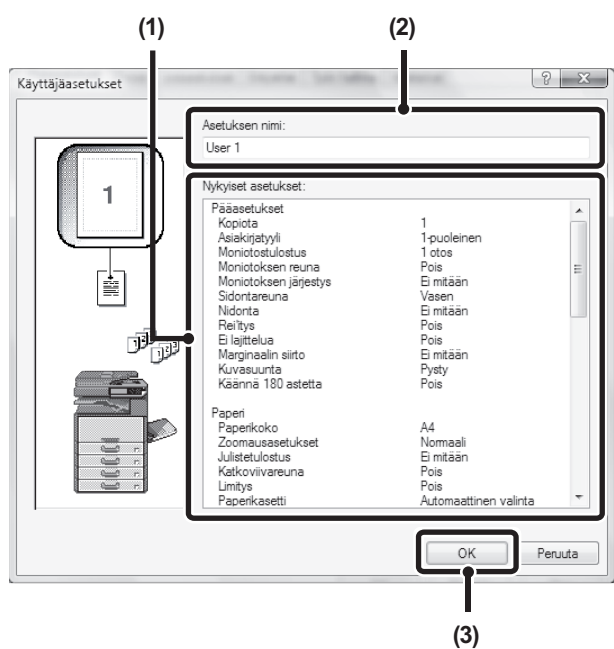 (1)
(2)
Käyttäjäasetukset
Asetuksen nimi:
User 1
1
Nykyiset asetukset:
Pääasetukset
Kopiota 1
Asiakirjatyyli 1-puoleinen
Moniotostulostus 1 otos
Moniotoksen reuna Pois
Moniotoksen järjestys Ei mitään
Sidontareuna Vasen
Nidonta Ei mitään
Rei'itys Pois
Ei lajittelua Pois
Marginaalin siirto Ei mitään
Kuvasuunta Pysty
Käännä 180 astetta Pois
Paperi
Paperikoko A4
Zoomausasetukset Normaali
Julistetulostus Ei mitään
Katkoviivareuna Pois
Limitys Pois
Paperikasetti Automaattinen valinta
OK
Peruuta
(3)